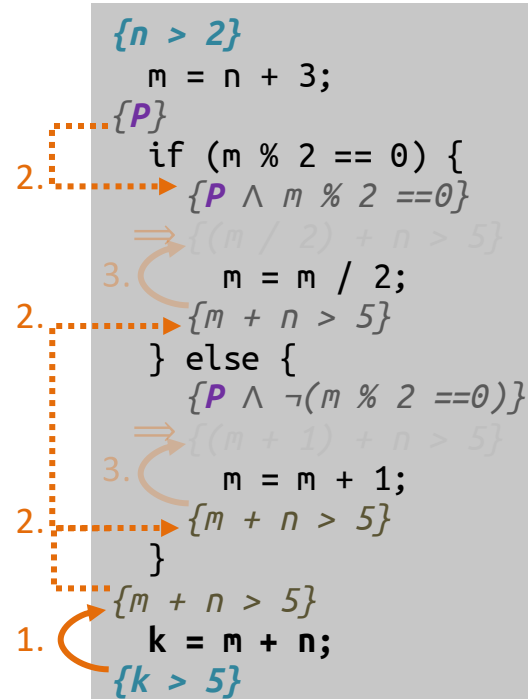 {n > 2}
m = n + 3;
{P}
if (m % 2 == 0) {
2.
{P ∧ m % 2 ==0}
⇒ {(m / 2) + n > 5}
3.
m = m / 2;
2.
{m + n > 5}
} else {
{P ∧ ¬(m % 2 ==0)}
⇒ {(m + 1) + n > 5}
3.
m = m + 1;
2.
{m + n > 5}
}
{m + n > 5}
1.
k = m + n;
{k > 5}